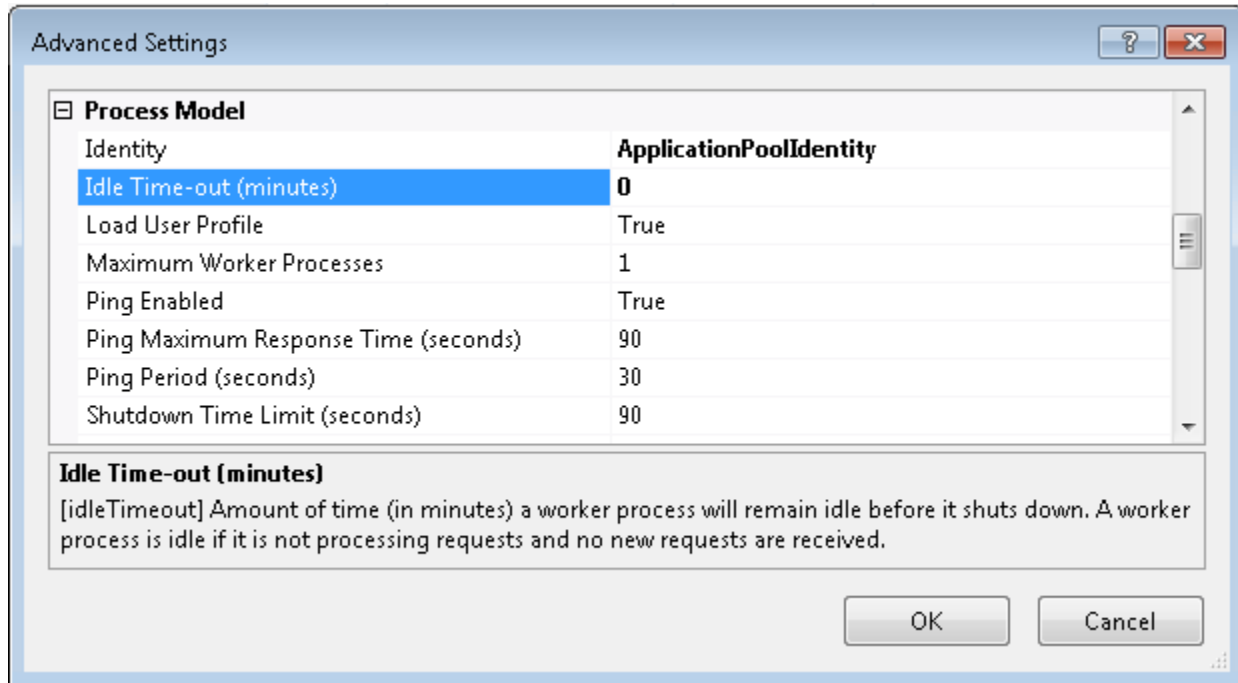 Advanced Settings
Process Model
Identity ApplicationPoolIdentity
Idle Time-out (minutes) 0
Load User Profile True
Maximum Worker Processes 1
Ping Enabled True
Ping Maximum Response Time (seconds) 90
Ping Period (seconds) 30
Shutdown Time Limit (seconds) 90
Idle Time-out (minutes)
[idleTimeout] Amount of time (in minutes) a worker process will remain idle before it shuts down. A worker
process is idle if it is not processing requests and no new requests are received.
OK Cancel